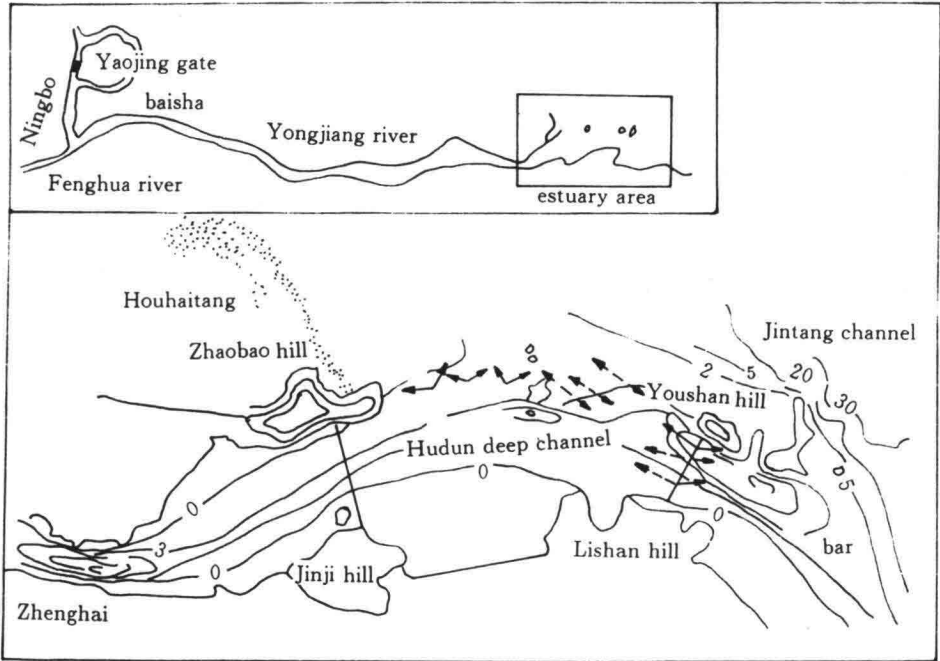 Yaojing gate
Ningbo
baisha
Yongjiang river
Fenghua river
estuary area
Houhaitang
Zhaobao hill
Jintang channel
2
5
20
30
Youshan hill
Hudun deep channel
0
0
0
5
3
0
0
bar
Lishan hill
Jinji hill
Zhenghai